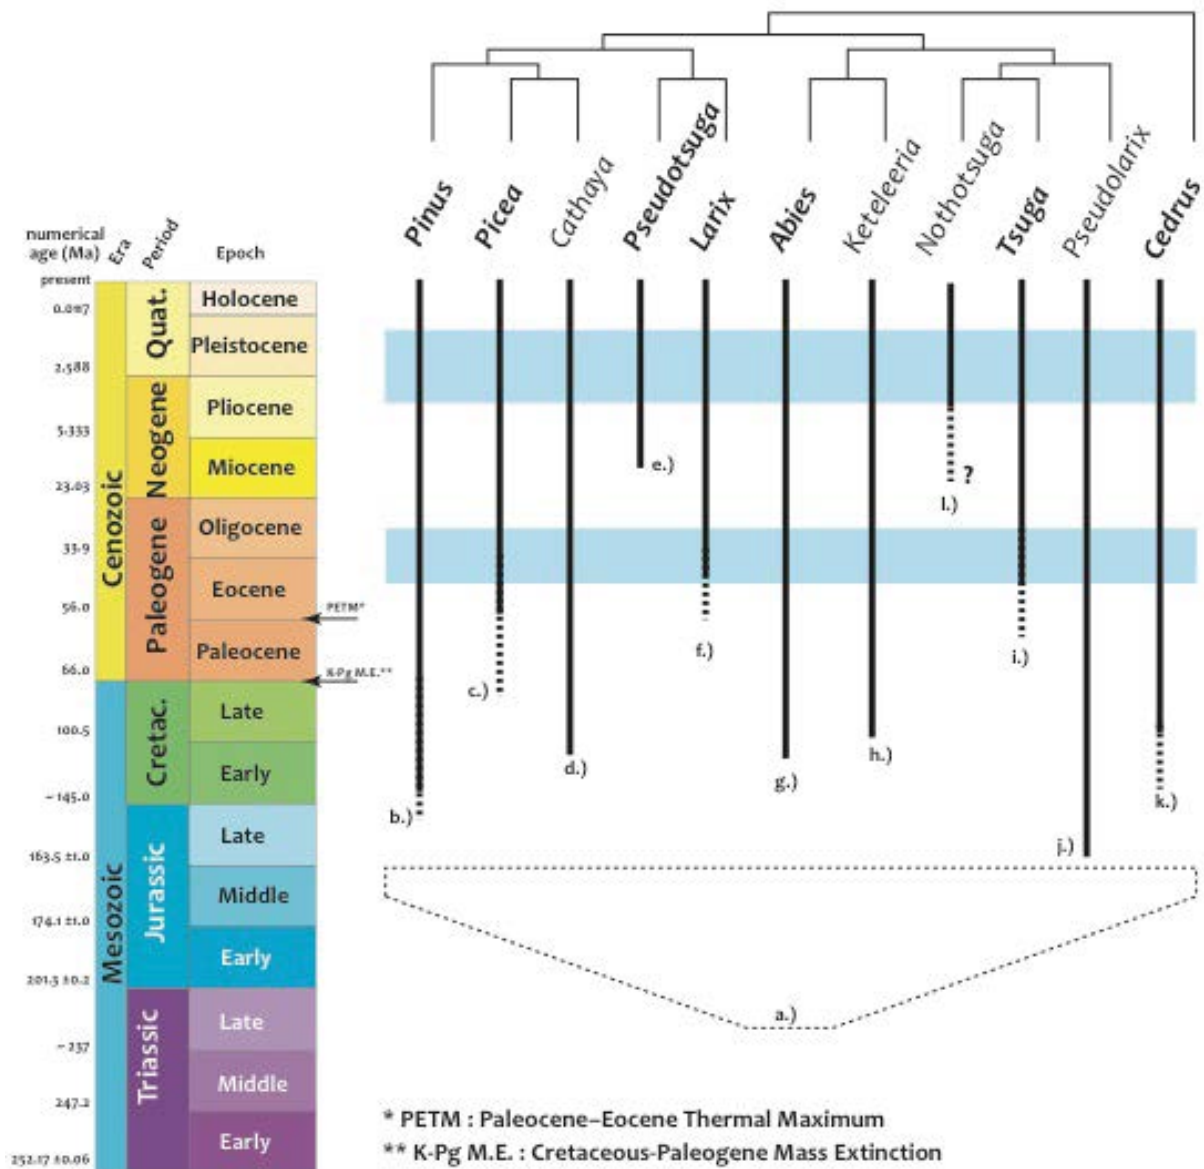 Pinus
Picea
Cathaya
Pseudotsuga
Larix
Abies
Keteleeria
Nothotsuga
Tsuga
Pseudolarix
Cedrus
numerical
age (Ma)
Era
Period
Epoch
present
0.0117
2.588
5.333
23.03
33.9
56.0
66.0
100.5
~ 145.0
163.5 ±1.0
174.1 ±1.0
201.3 ±0.2
~ 237
247.2
252.17 ±0.06
Cenozoic
Mesozoic
Quat.
Neogene
Paleogene
Cretac.
Jurassic
Triassic
Holocene
Pleistocene
Pliocene
Miocene
Oligocene
Eocene
Paleocene
Late
Early
Late
Middle
Early
Late
Middle
Early
PETM*
K-Pg M.E.**
e.)
?
l.)
f.)
i.)
c.)
d.)
g.)
h.)
b.)
k.)
j.)
a.)
* PETM : Paleocene–Eocene Thermal Maximum
** K-Pg M.E. : Cretaceous-Paleogene Mass Extinction